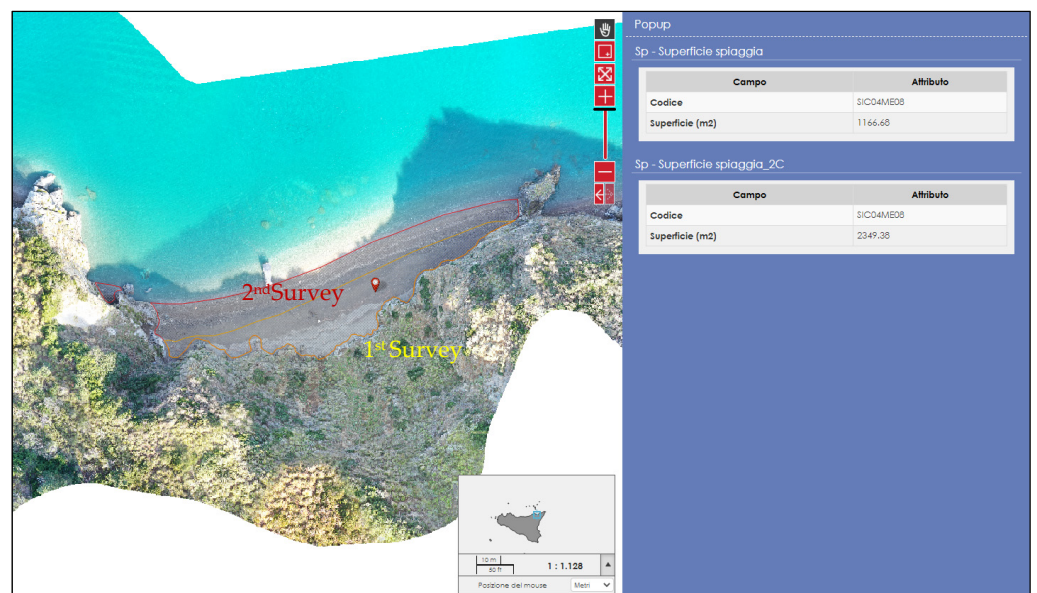 Popup
Sp - Superficie spiaggia
Campo Attributo
Codice SIC04ME08
Superficie (m2) 1166.68
Sp - Superficie spiaggia_2C
Campo Attributo
Codice SIC04ME08
Superficie (m2) 2349.38
2nd Survey
1st Survey
10 m
50 ft
1 : 1.128
Posizione del mouse Metri